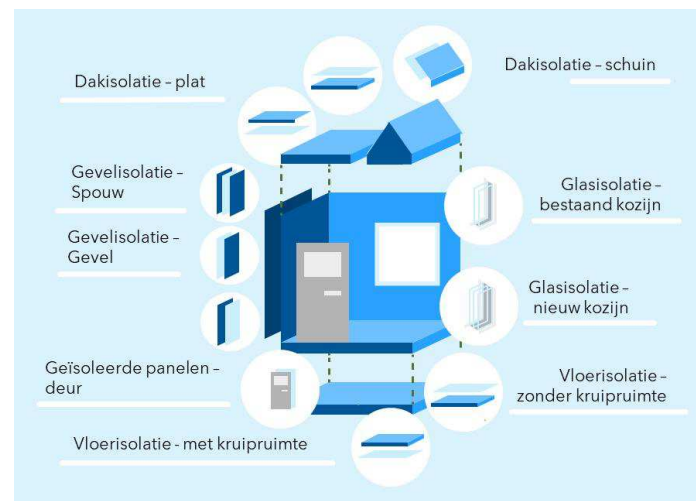 Dakisolatie – plat
Dakisolatie – schuin
Gevelisolatie –
Spouw
Glasisolatie –
bestaand kozijn
Gevelisolatie –
Gevel
Glasisolatie –
nieuw kozijn
Geïsoleerde panelen –
deur
Vloerisolatie –
zonder kruipruimte
Vloerisolatie - met kruipruimte